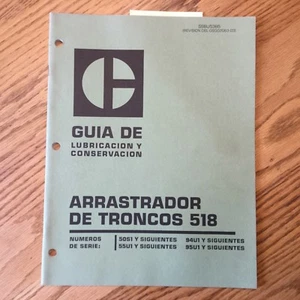 GUIA DE
LUBRICACION Y
CONSERVACION
ARRASTRADOR
DE TRONCOS 518
NUMEROS 50S1 Y SIGUIENTES 94U1 Y SIGUIENTES
DE SERIE: 55U1 Y SIGUIENTES 95U1 Y SIGUIENTES